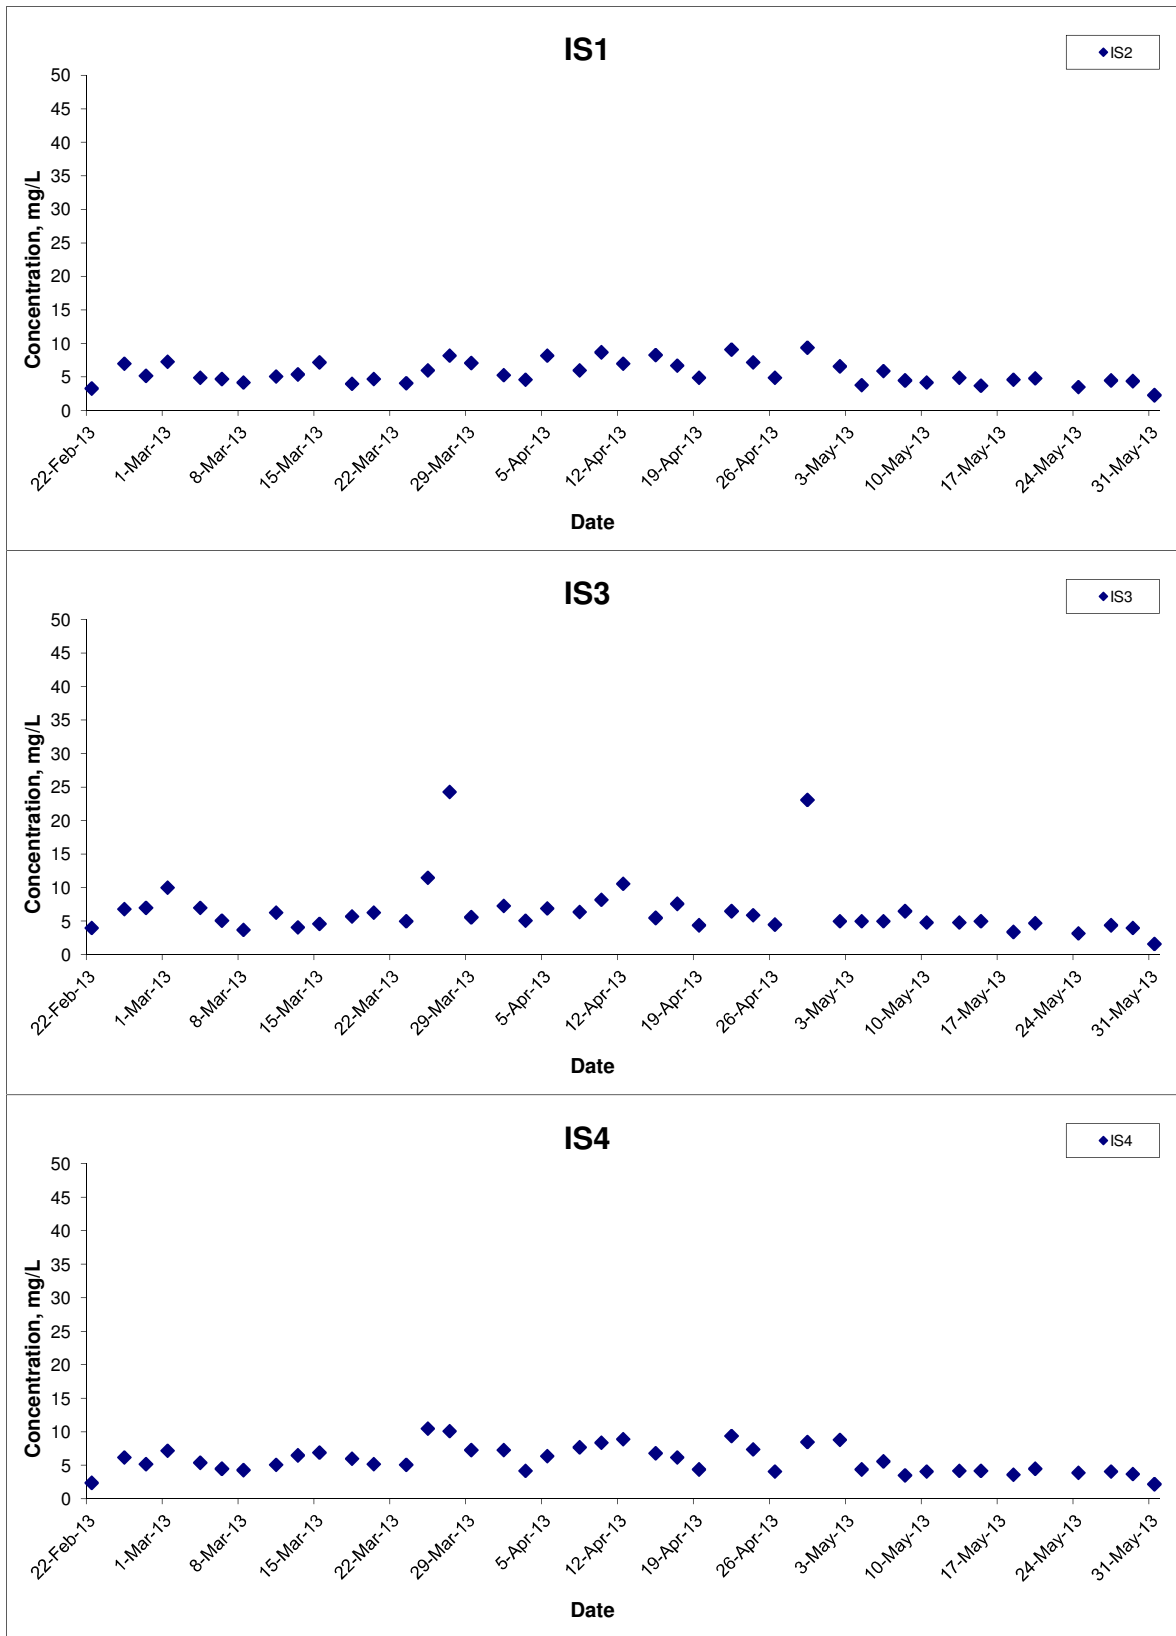 IS1
IS2
Concentration, mg/L
50
45
40
35
30
25
20
15
10
5
0
22-Feb-13
1-Mar-13
8-Mar-13
15-Mar-13
22-Mar-13
29-Mar-13
5-Apr-13
12-Apr-13
19-Apr-13
26-Apr-13
3-May-13
10-May-13
17-May-13
24-May-13
31-May-13
Date
IS3
IS3
Concentration, mg/L
50
45
40
35
30
25
20
15
10
5
0
22-Feb-13
1-Mar-13
8-Mar-13
15-Mar-13
22-Mar-13
29-Mar-13
5-Apr-13
12-Apr-13
19-Apr-13
26-Apr-13
3-May-13
10-May-13
17-May-13
24-May-13
31-May-13
Date
IS4
IS4
Concentration, mg/L
50
45
40
35
30
25
20
15
10
5
0
22-Feb-13
1-Mar-13
8-Mar-13
15-Mar-13
22-Mar-13
29-Mar-13
5-Apr-13
12-Apr-13
19-Apr-13
26-Apr-13
3-May-13
10-May-13
17-May-13
24-May-13
31-May-13
Date